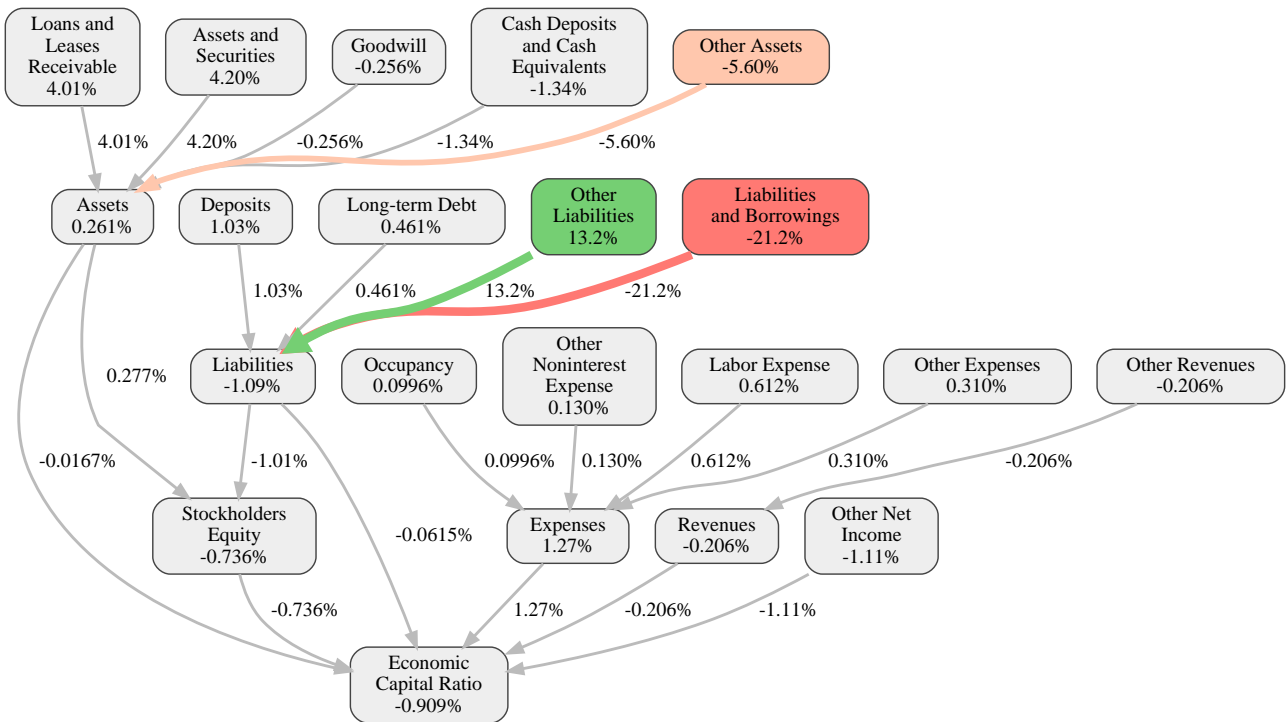 Loans and
Leases
Receivable
4.01%
Assets and
Securities
4.20%
Goodwill
-0.256%
Cash Deposits
and Cash
Equivalents
-1.34%
Other Assets
-5.60%
4.01%
4.20%
-0.256%
-1.34%
-5.60%
Assets
0.261%
Deposits
1.03%
Long-term Debt
0.461%
Other
Liabilities
13.2%
Liabilities
and Borrowings
-21.2%
1.03%
0.461%
13.2%
-21.2%
0.277%
Liabilities
-1.09%
Occupancy
0.0996%
Other
Noninterest
Expense
0.130%
Labor Expense
0.612%
Other Expenses
0.310%
Other Revenues
-0.206%
-0.0167%
-1.01%
0.0996%
0.130%
0.612%
0.310%
-0.206%
Stockholders
Equity
-0.736%
-0.0615%
Expenses
1.27%
Revenues
-0.206%
Other Net
Income
-1.11%
-0.736%
1.27%
-0.206%
-1.11%
Economic
Capital Ratio
-0.909%